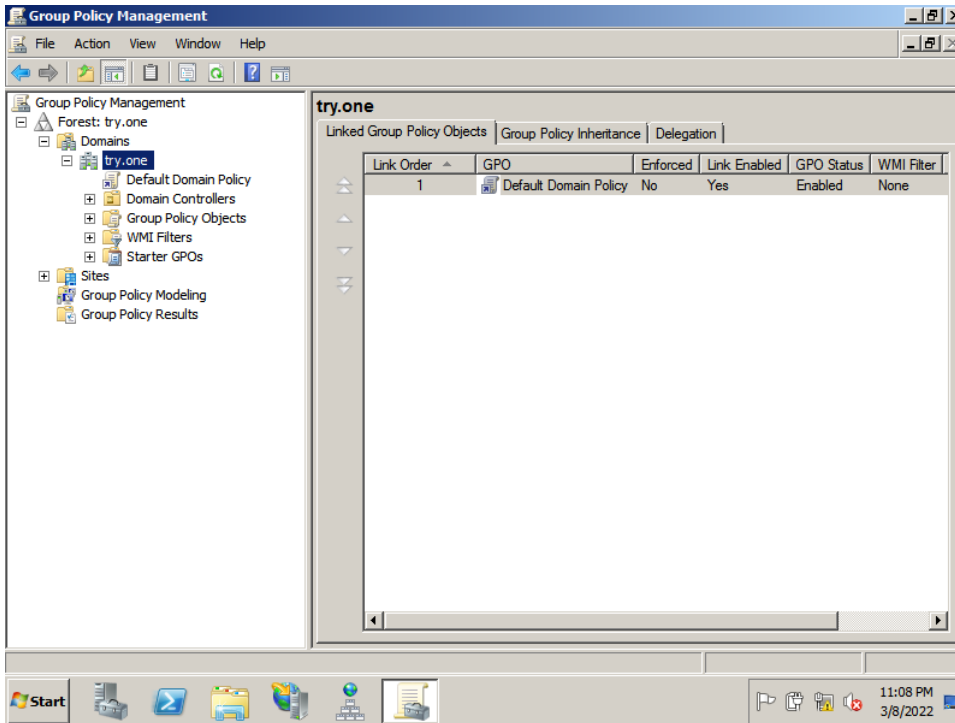 Group Policy Management
File Action View Window Help
Group Policy Management
Forest: try.one
Domains
try.one
Default Domain Policy
Domain Controllers
Group Policy Objects
WMI Filters
Starter GPOs
Sites
Group Policy Modeling
Group Policy Results
try.one
Linked Group Policy Objects Group Policy Inheritance Delegation
Link Order GPO Enforced Link Enabled GPO Status WMI Filter
1 Default Domain Policy No Yes Enabled None
Start
11:08 PM
3/8/2022